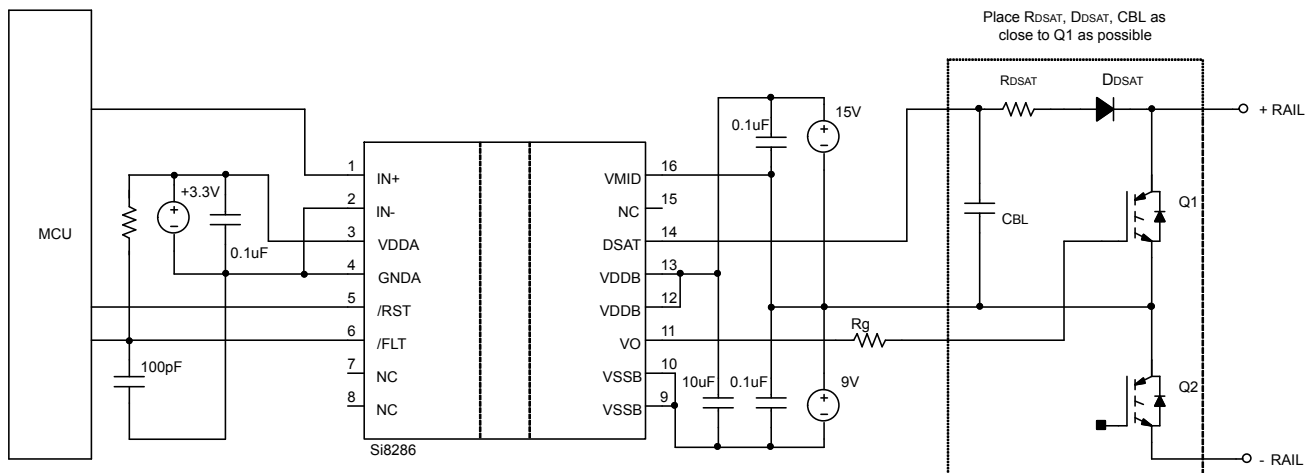 Place RDSAT, DDSAT, CBL as
close to Q1 as possible
RDSAT
DDSAT
+ RAIL
15V
0.1uF
MCU
+3.3V
0.1uF
1
IN+
2
IN-
3
VDDA
4
GNDA
5
/RST
6
/FLT
7
NC
8
NC
Si8286
100pF
16
VMID
15
NC
14
DSAT
13
VDDB
12
VDDB
11
VO
10
VSSB
9
VSSB
Rg
10uF
0.1uF
9V
CBL
Q1
Q2
- RAIL